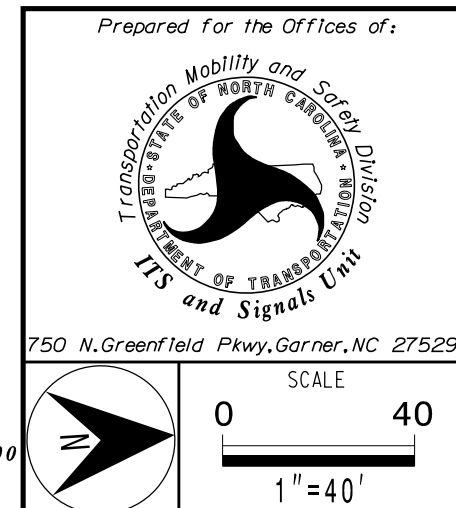 Prepared for the Offices of:
Transportation Mobility and Safety Division
STATE OF NORTH CAROLINA
DEPARTMENT OF TRANSPORTATION
ITS and Signals Unit
750 N.Greenfield Pkwy,Garner,NC 27529
N
SCALE
0 40
1"=40'